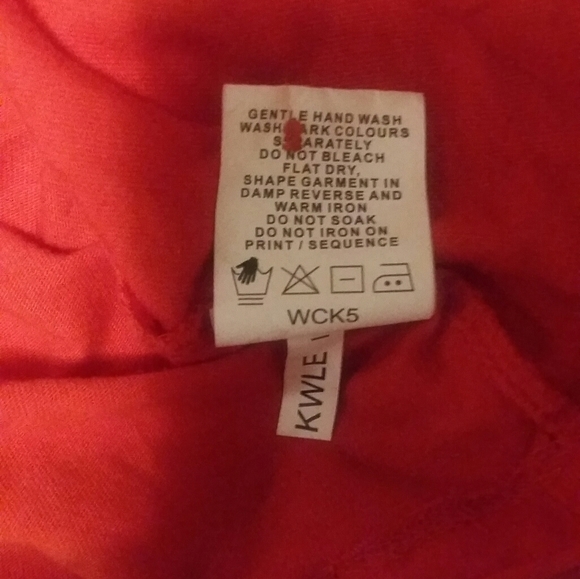 GENTLE HAND WASH
WASH DARK COLOURS
SEPARATELY
DO NOT BLEACH
FLAT DRY,
SHAPE GARMENT IN
DAMP REVERSE AND
WARM IRON
DO NOT SOAK
DO NOT IRON ON
PRINT / SEQUENCE
WCK5
KWLE